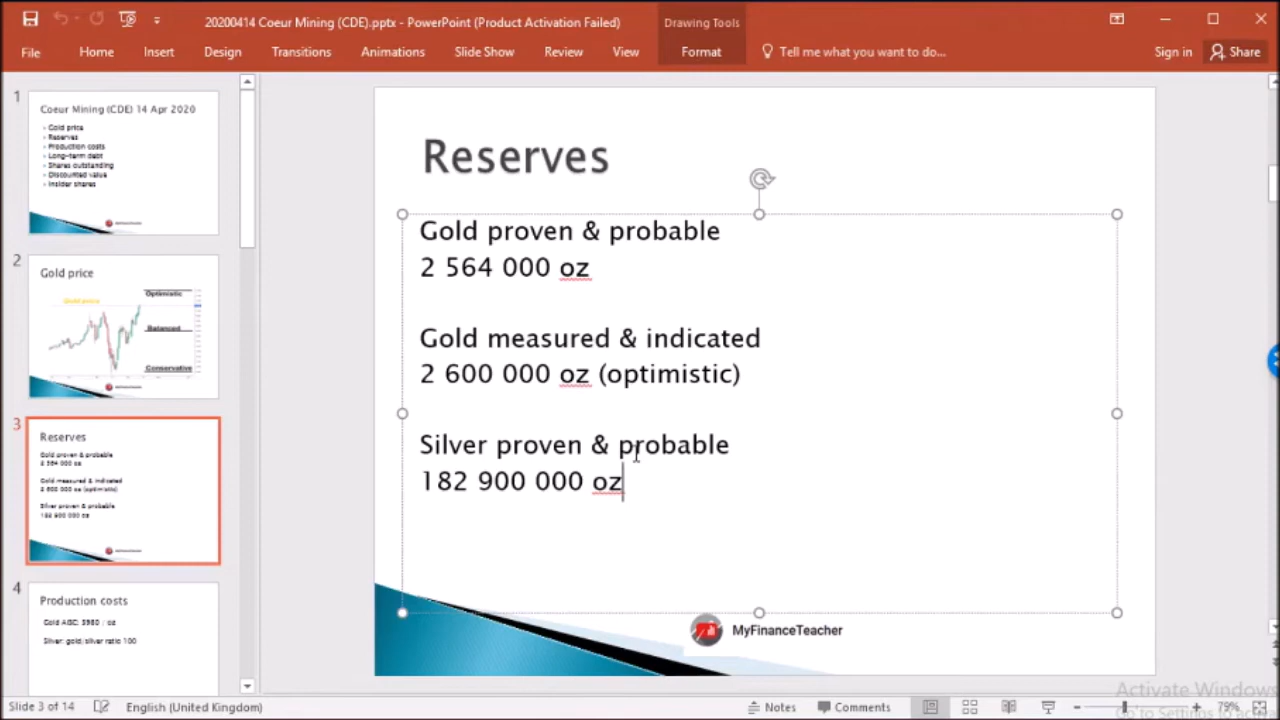 20200414 Coeur Mining (CDE).pptx - PowerPoint (Product Activation Failed)
Drawing Tools
File Home Insert Design Transitions Animations Slide Show Review View Format Tell me what you want to do... Sign in Share
1
Coeur Mining (CDE) 14 Apr 2020
Gold price
Reserves
Production costs
Long-term debt
Shares outstanding
Discounted value
Insider shares
2
Gold price
Gold price
Optimistic
Balanced
Conservative
3
Reserves
Gold proven & probable
2 564 000 oz
Gold measured & indicated
2 600 000 oz (optimistic)
Silver proven & probable
182 900 000 oz
4
Production costs
Silver: gold/silver ratio 100
Reserves
Gold proven & probable
2 564 000 oz
Gold measured & indicated
2 600 000 oz (optimistic)
Silver proven & probable
182 900 000 oz
MyFinanceTeacher
Activate Windows
Slide 3 of 14 English (United Kingdom) Notes Comments 79%